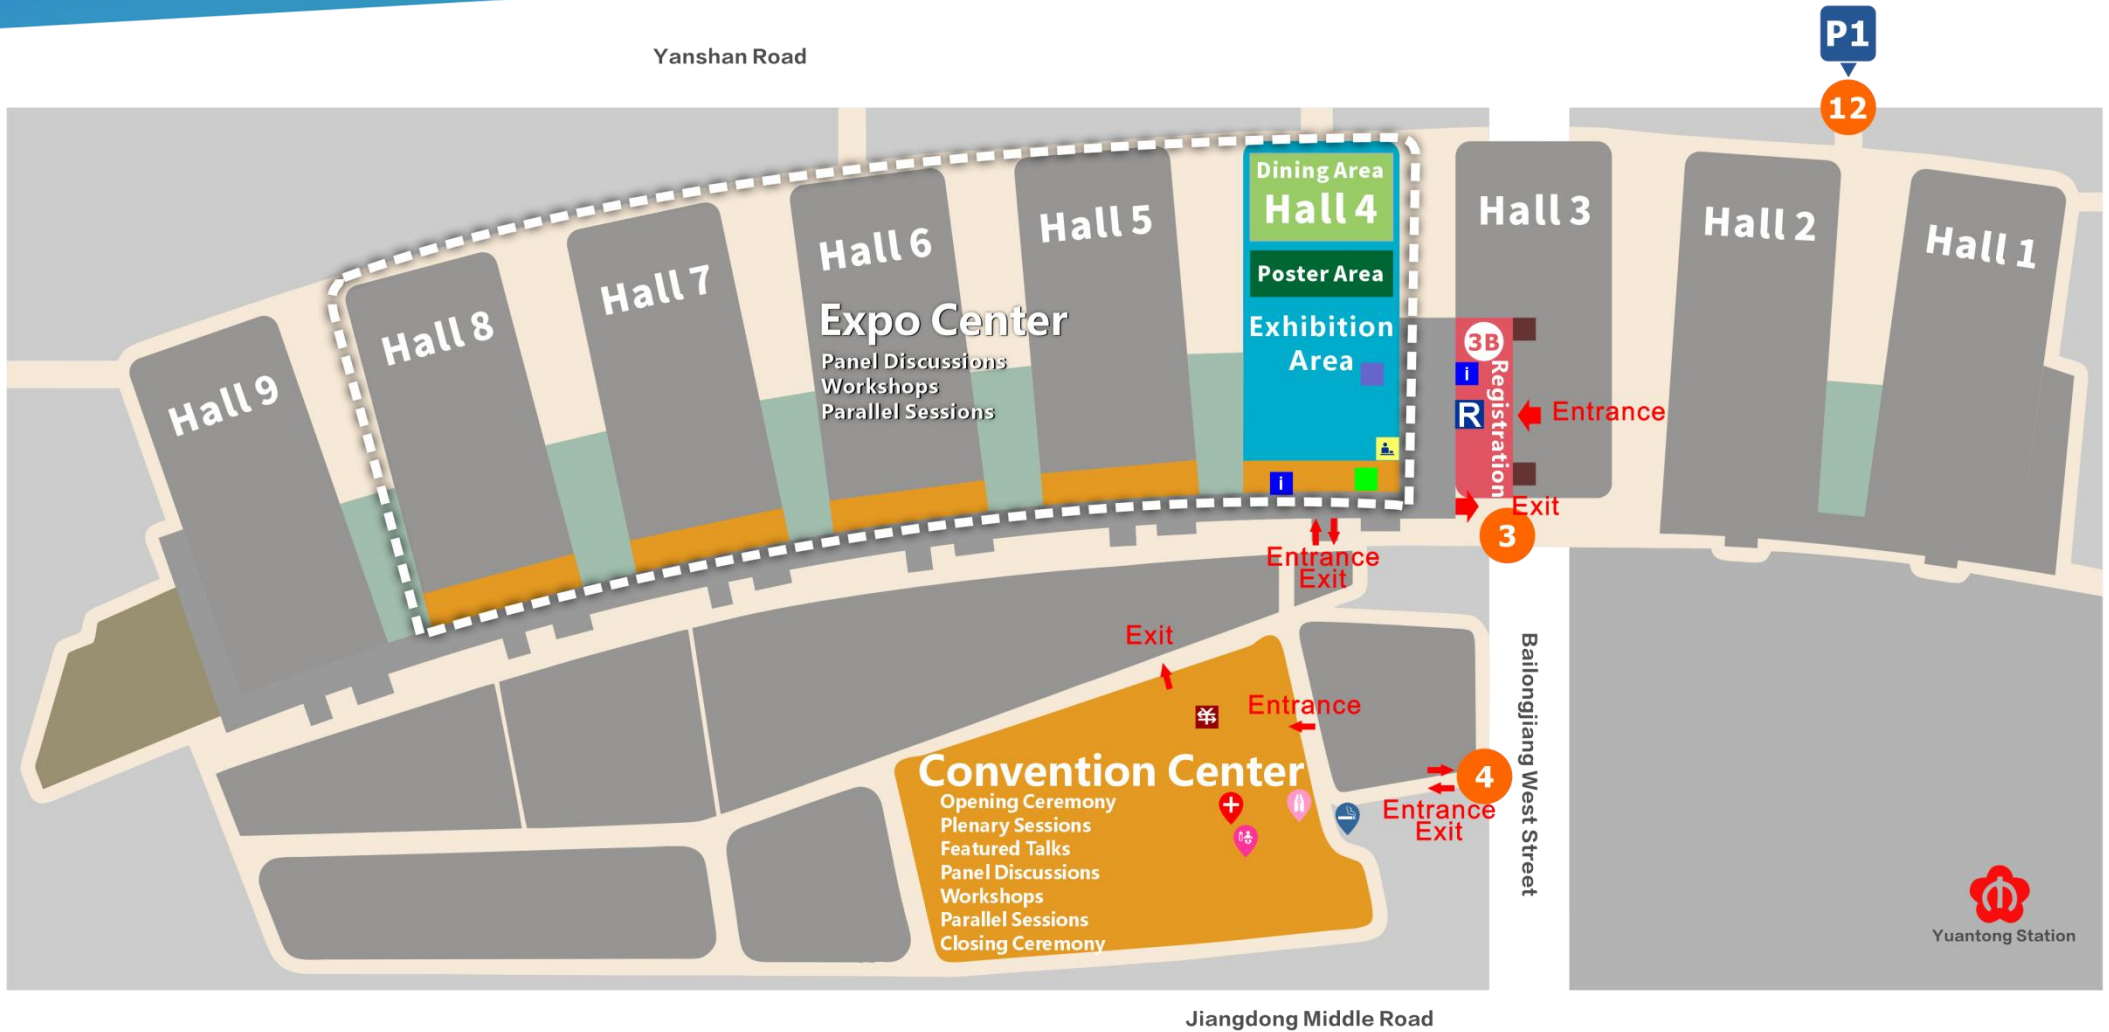 P1
Yanshan Road
12
Dining Area
Hall 4
Hall 3
Hall 2
Hall 1
Hall 5
Hall 6
Hall 7
Hall 8
Hall 9
Poster Area
Exhibition
Area
Expo Center
Panel Discussions
Workshops
Parallel Sessions
3B
Registration
i
R
Entrance
i
Exit
3
Entrance
Exit
Exit
Entrance
Convention Center
Opening Ceremony
Plenary Sessions
Featured Talks
Panel Discussions
Workshops
Parallel Sessions
Closing Ceremony
4
Entrance
Exit
Bailongjiang West Street
Yuantong Station
Jiangdong Middle Road